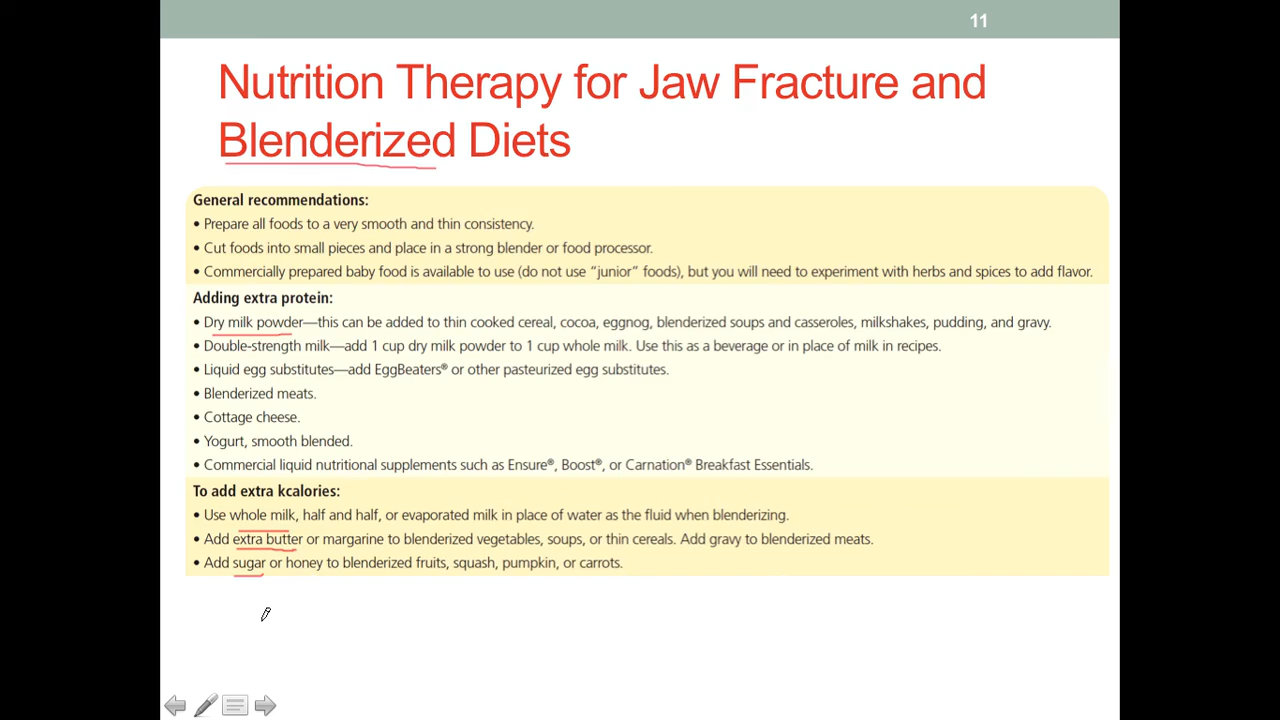 11
Nutrition Therapy for Jaw Fracture and
Blenderized Diets
General recommendations:
• Prepare all foods to a very smooth and thin consistency.
• Cut foods into small pieces and place in a strong blender or food processor.
• Commercially prepared baby food is available to use (do not use “junior” foods), but you will need to experiment with herbs and spices to add flavor.
Adding extra protein:
• Dry milk powder—this can be added to thin cooked cereal, cocoa, eggnog, blenderized soups and casseroles, milkshakes, pudding, and gravy.
• Double-strength milk—add 1 cup dry milk powder to 1 cup whole milk. Use this as a beverage or in place of milk in recipes.
• Liquid egg substitutes—add EggBeaters® or other pasteurized egg substitutes.
• Blenderized meats.
• Cottage cheese.
• Yogurt, smooth blended.
• Commercial liquid nutritional supplements such as Ensure®, Boost®, or Carnation® Breakfast Essentials.
To add extra kcalories:
• Use whole milk, half and half, or evaporated milk in place of water as the fluid when blenderizing.
• Add extra butter or margarine to blenderized vegetables, soups, or thin cereals. Add gravy to blenderized meats.
• Add sugar or honey to blenderized fruits, squash, pumpkin, or carrots.